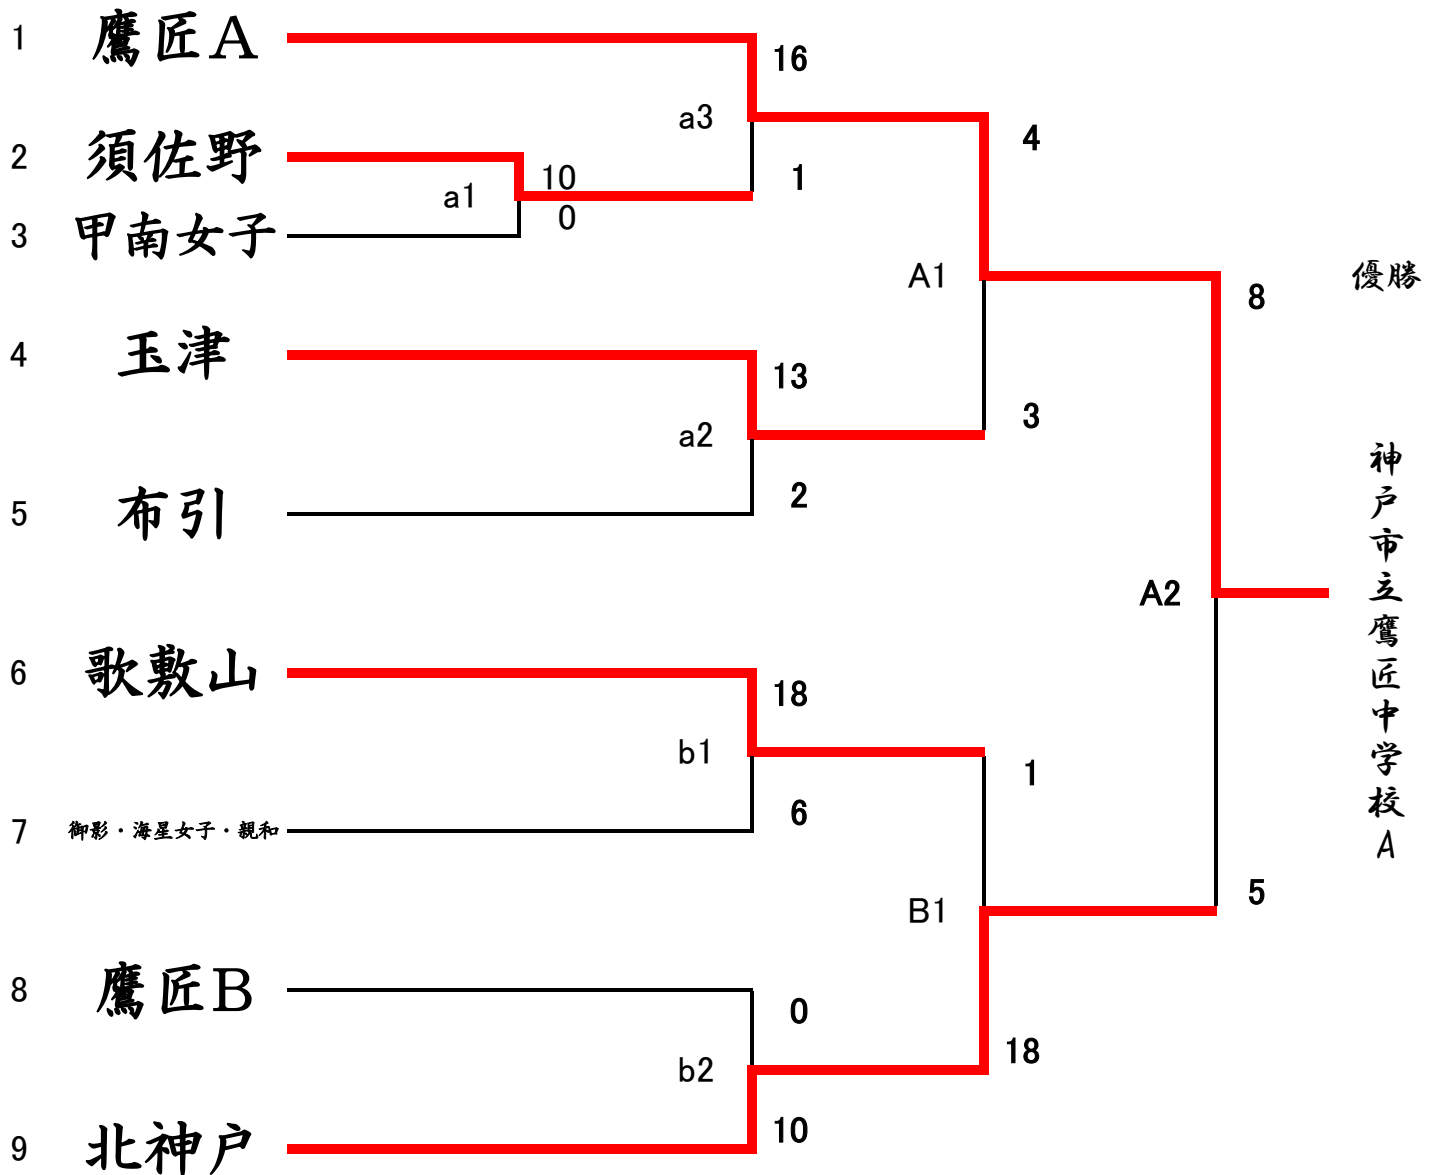 1 鷹匠A
16
a3
4
2 須佐野
10
1
a1
0
3 甲南女子
A1
8
優勝
4 玉津
13
3
a2
2
5 布引
神戸市立鷹匠中学校A
A2
6 歌敷山
18
b1
1
6
7 御影・海星女子・親和
5
B1
8 鷹匠B
0
18
b2
10
9 北神戸